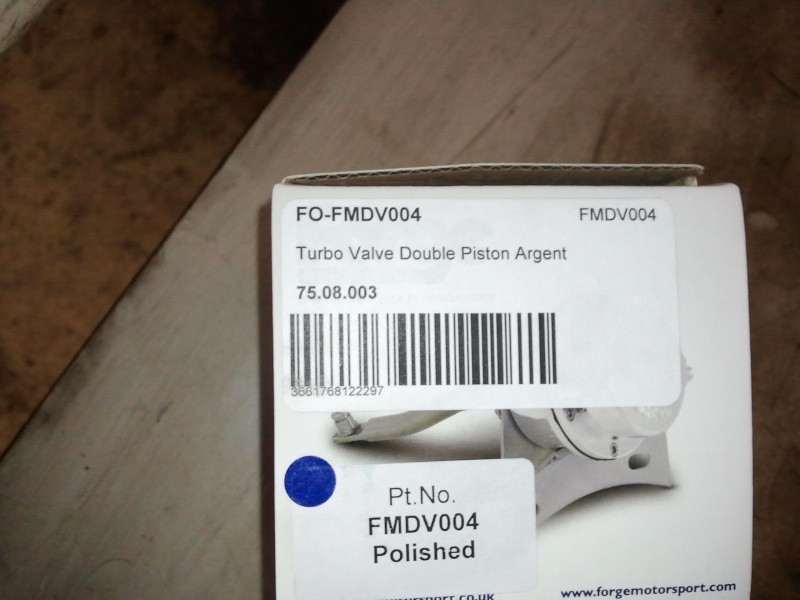 FO-FMDV004 FMDV004
Turbo Valve Double Piston Argent
75.08.003
3661768122297
Pt.No.
FMDV004
Polished
www.forgemotorsport.com